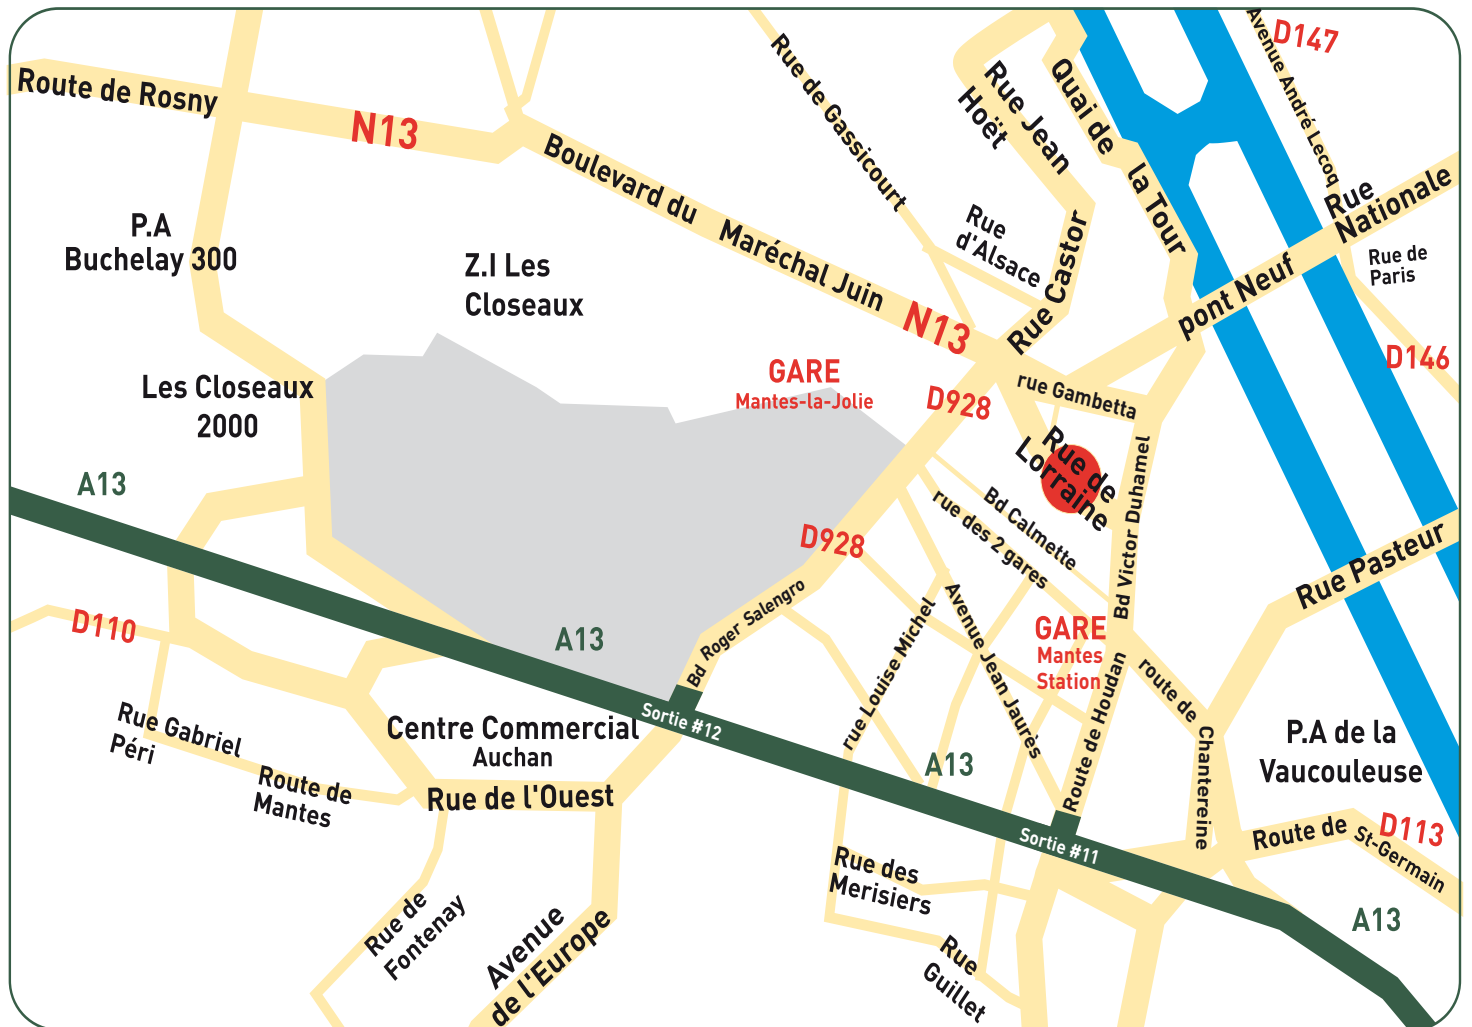 Route de Rosny
N13
Boulevard du
Maréchal Juin
N13
Rue de Gassicourt
Rue Jean
Hoët
Quai de
la Tour
Avenue André Lecoq
D147
Rue
Nationale
Rue de
Paris
D146
pont Neuf
Rue
d'Alsace
Rue Castor
P.A
Buchelay 300
Z.I Les
Closeaux
Les Closeaux
2000
GARE
Mantes-la-Jolie
D928
rue Gambetta
Rue de
Lorraine
Bd Victor Duhamel
Bd Calmette
rue des 2 gares
A13
D928
Rue Pasteur
D110
A13
Bd Roger Salengro
rue Louise Michel
Avenue Jean Jaurès
GARE
Mantes
Station
Route de Houdan
route de
Chantereine
P.A de la
Vaucouleuse
Rue Gabriel
Péri
Route de
Mantes
Centre Commercial
Auchan
Sortie #12
Rue de l'Ouest
A13
Sortie #11
Route de
St-Germain
D113
Rue des
Merisiers
Rue
Guillet
A13
Rue de
Fontenay
Avenue
de l'Europe